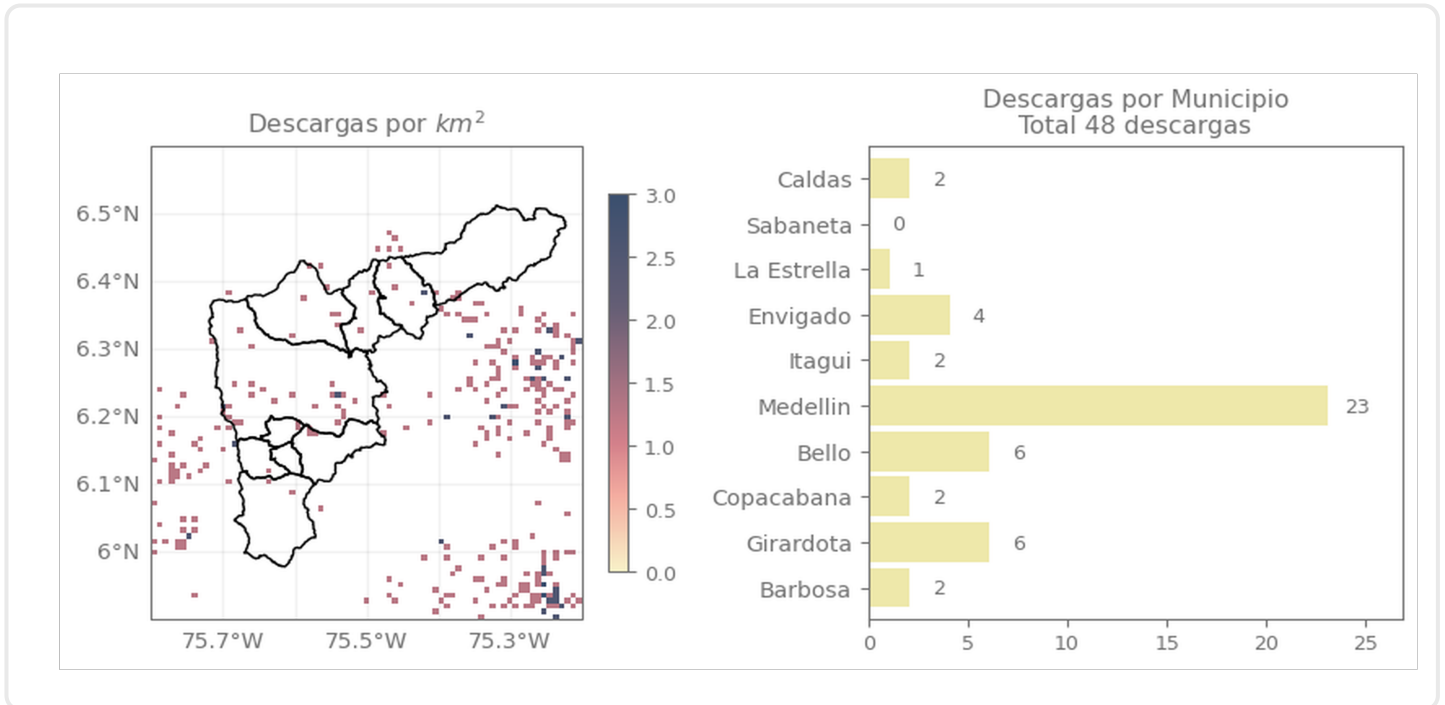 Descargas por km²
6.5°N
6.4°N
6.3°N
6.2°N
6.1°N
6°N
75.7°W 75.5°W 75.3°W
3.0
2.5
2.0
1.5
1.0
0.5
0.0
Descargas por Municipio
Total 48 descargas
Caldas 2
Sabaneta 0
La Estrella 1
Envigado 4
Itagui 2
Medellin 23
Bello 6
Copacabana 2
Girardota 6
Barbosa 2
0 5 10 15 20 25